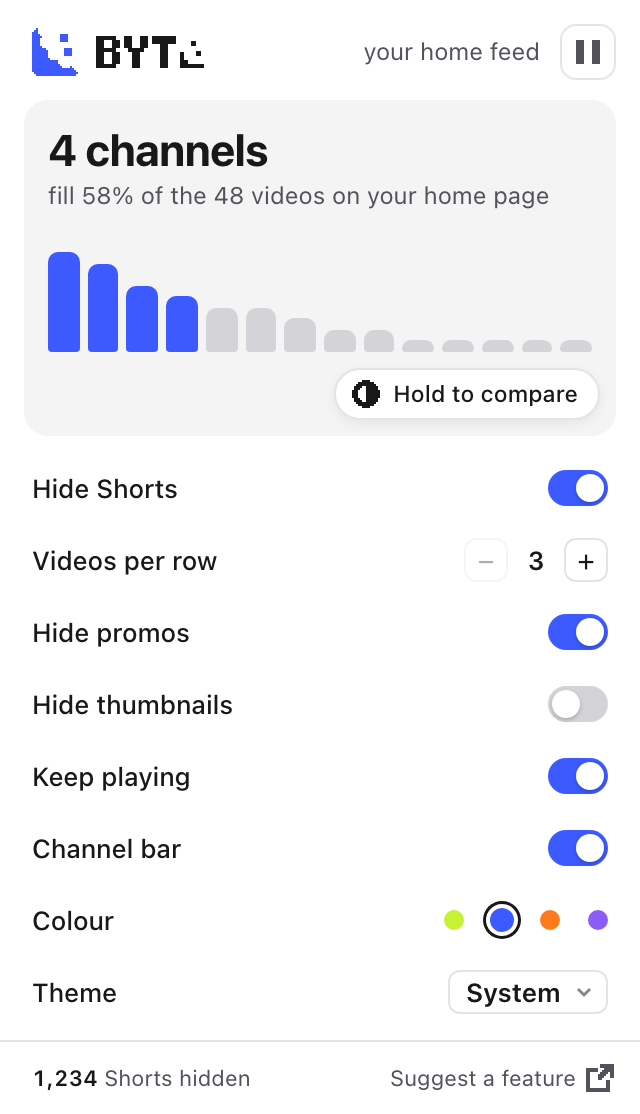 BYTE
your home feed
4 channels
fill 58% of the 48 videos on your home page
Hold to compare
Hide Shorts
Videos per row
− 3 +
Hide promos
Hide thumbnails
Keep playing
Channel bar
Colour
Theme
System
1,234 Shorts hidden
Suggest a feature